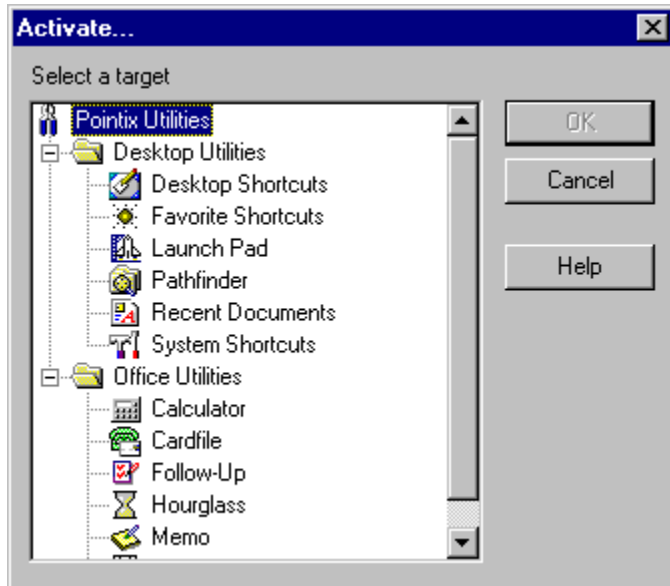 Activate...
Select a target
Pointix Utilities
Desktop Utilities
Desktop Shortcuts
Favorite Shortcuts
Launch Pad
Pathfinder
Recent Documents
System Shortcuts
Office Utilities
Calculator
Cardfile
Follow-Up
Hourglass
Memo
OK
Cancel
Help